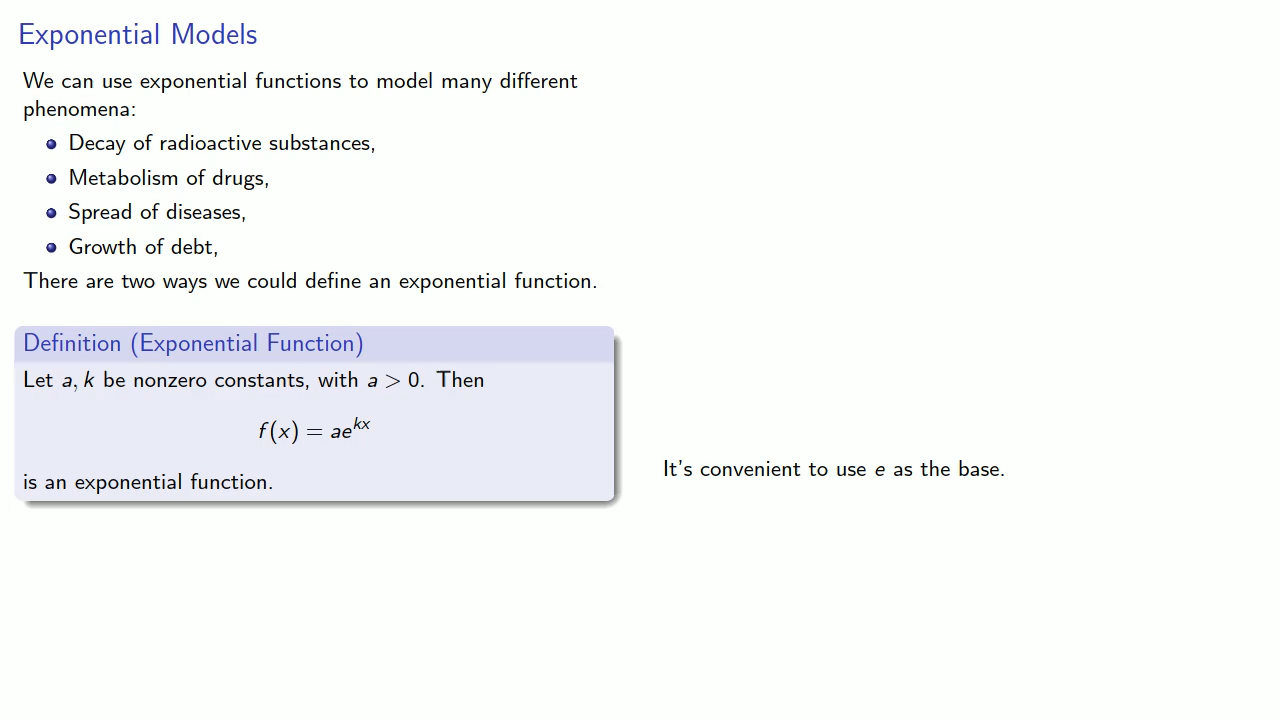 Exponential Models
We can use exponential functions to model many different
phenomena:
Decay of radioactive substances,
Metabolism of drugs,
Spread of diseases,
Growth of debt,
There are two ways we could define an exponential function.
Definition (Exponential Function)
Let a, k be nonzero constants, with a > 0. Then
f(x) = ae^{kx}
is an exponential function.
It's convenient to use e as the base.